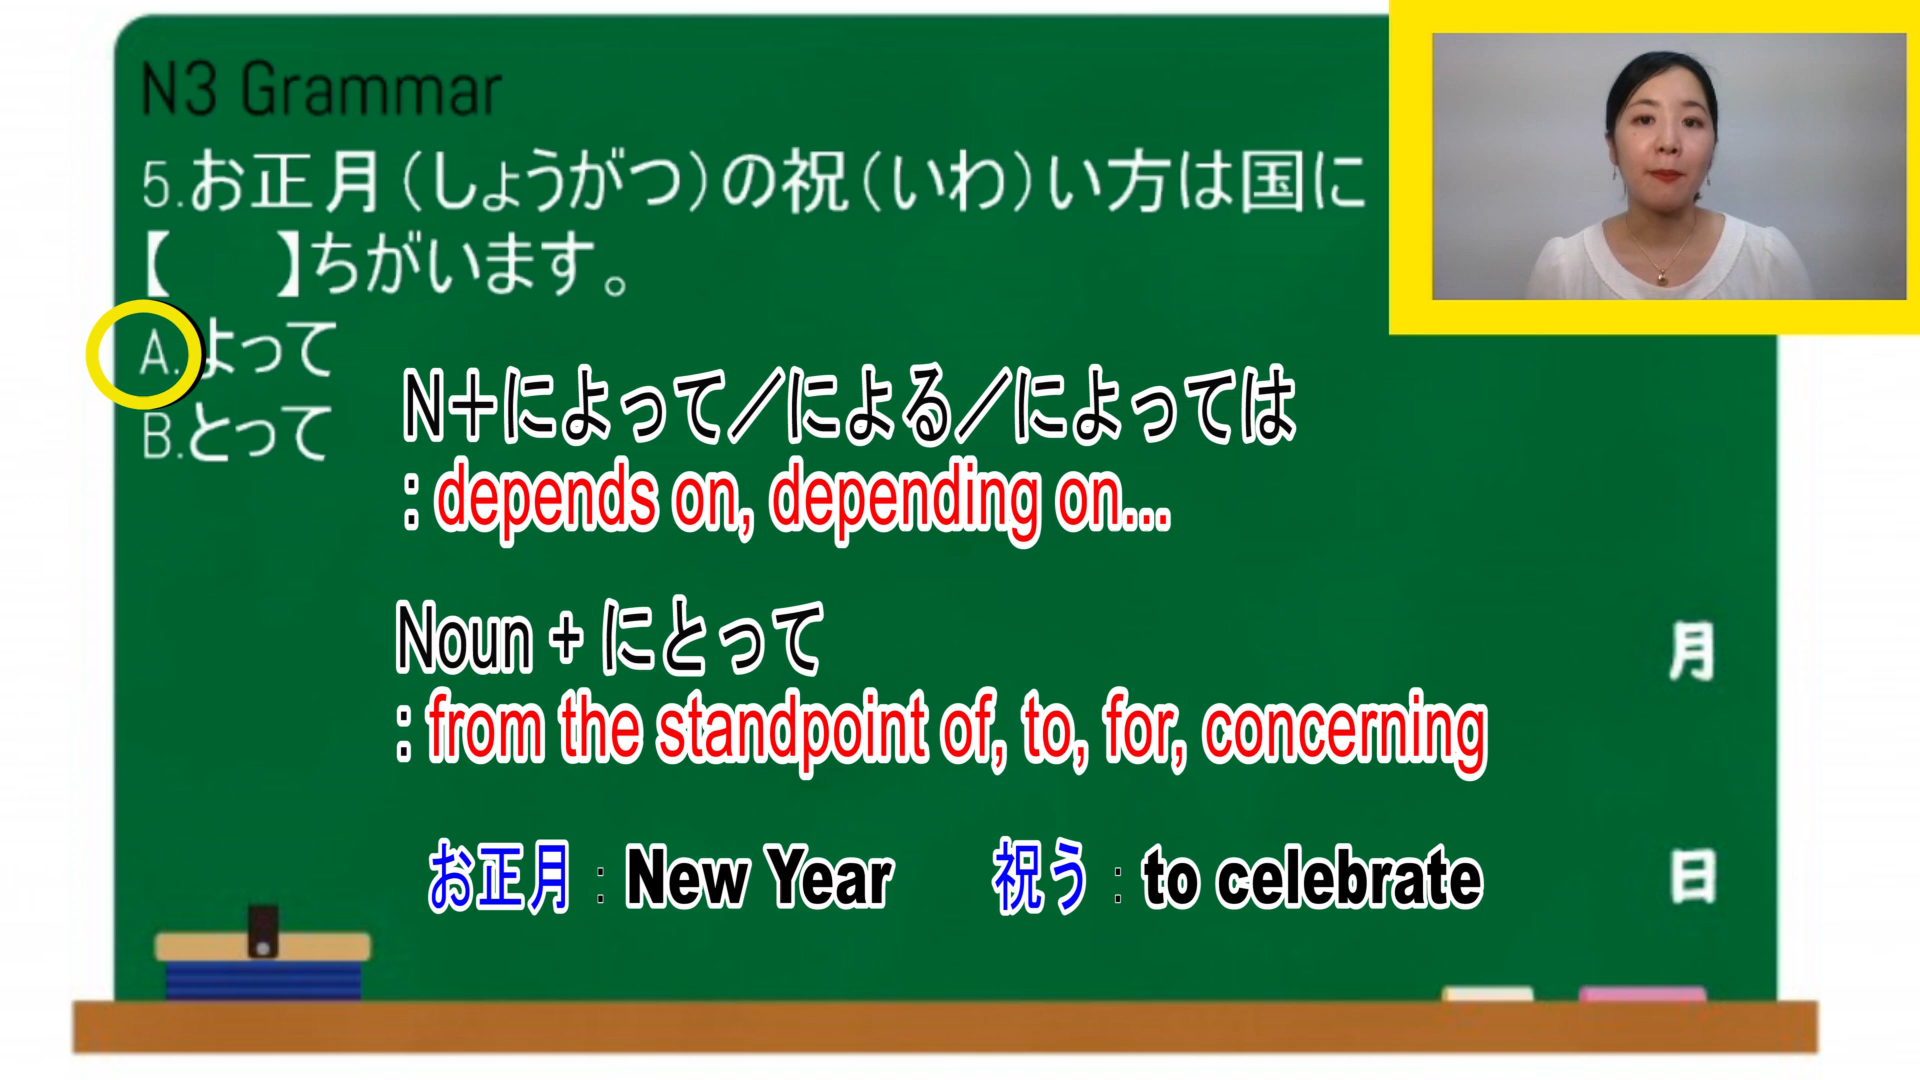 N3 Grammar
5.お正月（しょうがつ）の祝（いわ）い方は国に
【　　】ちがいます。
A.よって
B.とって
N＋によって／による／によっては
: depends on, depending on...
Noun + にとって
: from the standpoint of, to, for, concerning
お正月：New Year　　祝う：to celebrate
月
日